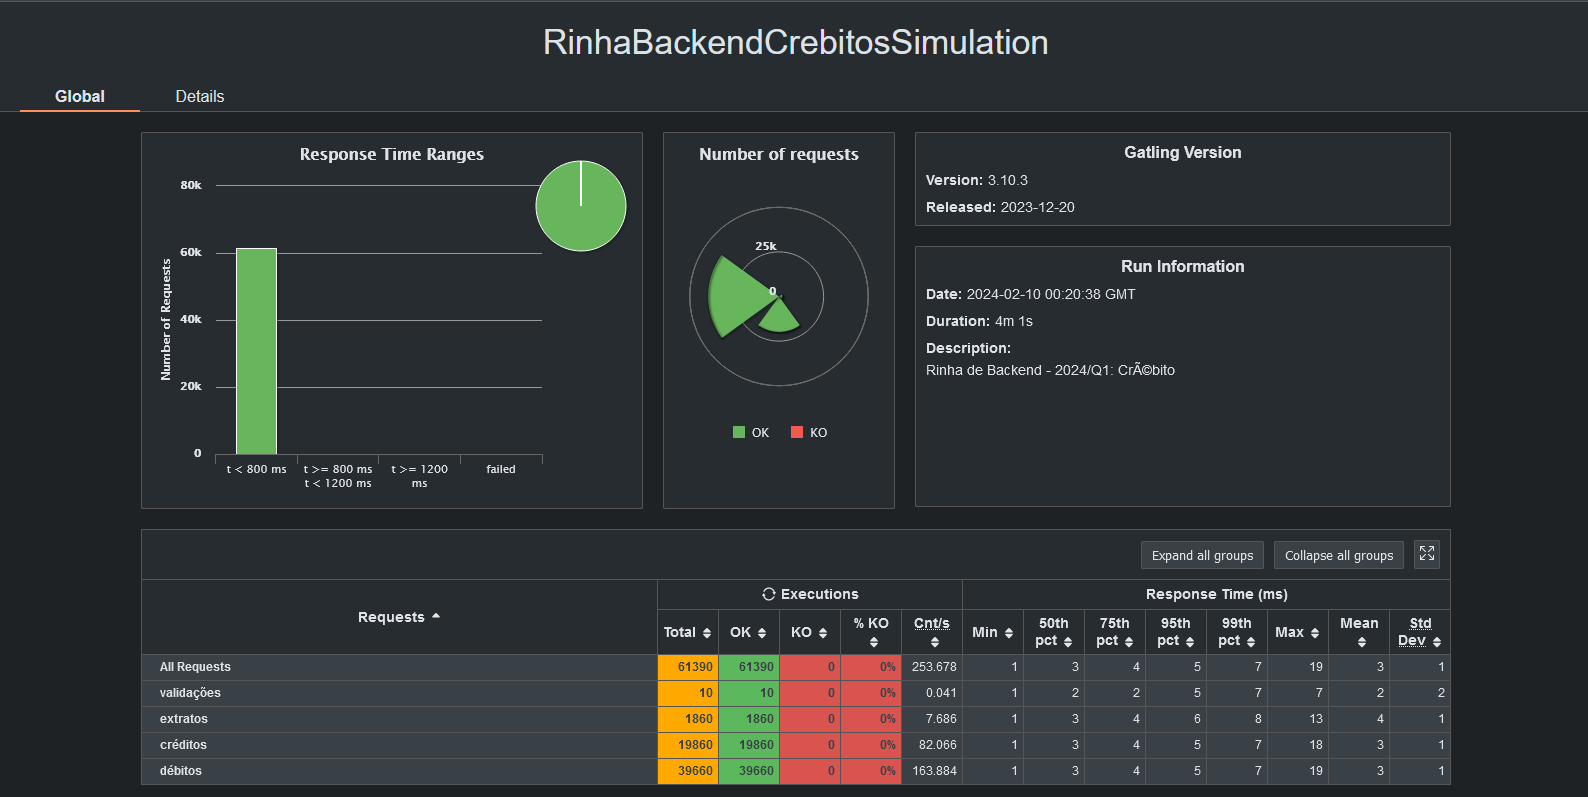 RinhaBackendCrebitosSimulation
Global Details
Response Time Ranges
Number of Requests
80k
60k
40k
20k
0
t < 800 ms
t >= 800 ms
t < 1200 ms
t >= 1200
ms
failed
Number of requests
25k
0
OK KO
Gatling Version
Version: 3.10.3
Released: 2023-12-20
Run Information
Date: 2024-02-10 00:20:38 GMT
Duration: 4m 1s
Description:
Rinha de Backend - 2024/Q1: CrÃ©bito
Expand all groups Collapse all groups
Requests
Executions
Response Time (ms)
Total OK KO % KO Cnt/s Min 50th pct 75th pct 95th pct 99th pct Max Mean Std Dev
All Requests 61390 61390 0 0% 253.678 1 3 4 5 7 19 3 1
validações 10 10 0 0% 0.041 1 2 2 5 7 7 2 2
extratos 1860 1860 0 0% 7.686 1 3 4 6 8 13 4 1
créditos 19860 19860 0 0% 82.066 1 3 4 5 7 18 3 1
débitos 39660 39660 0 0% 163.884 1 3 4 5 7 19 3 1